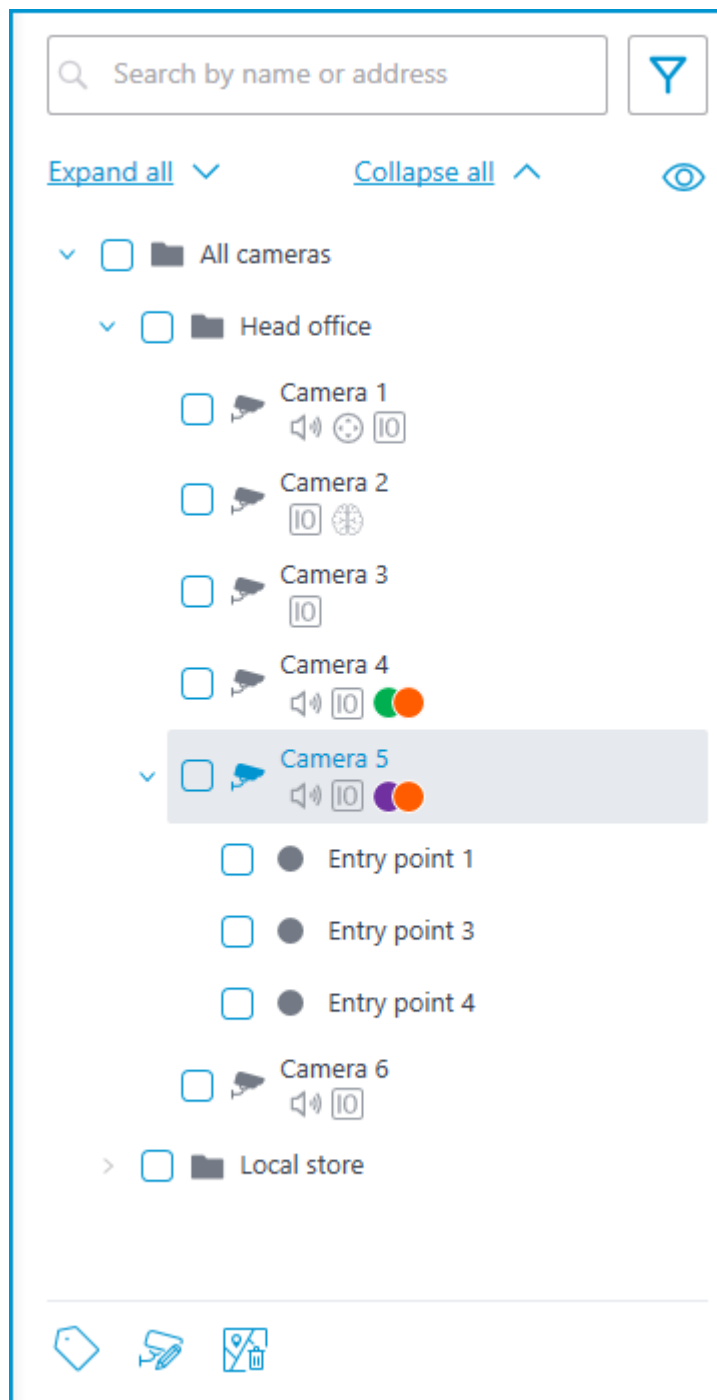 Search by name or address
Expand all Collapse all
All cameras
Head office
Camera 1
IO
Camera 2
IO
Camera 3
IO
Camera 4
IO
Camera 5
IO
Entry point 1
Entry point 3
Entry point 4
Camera 6
IO
Local store